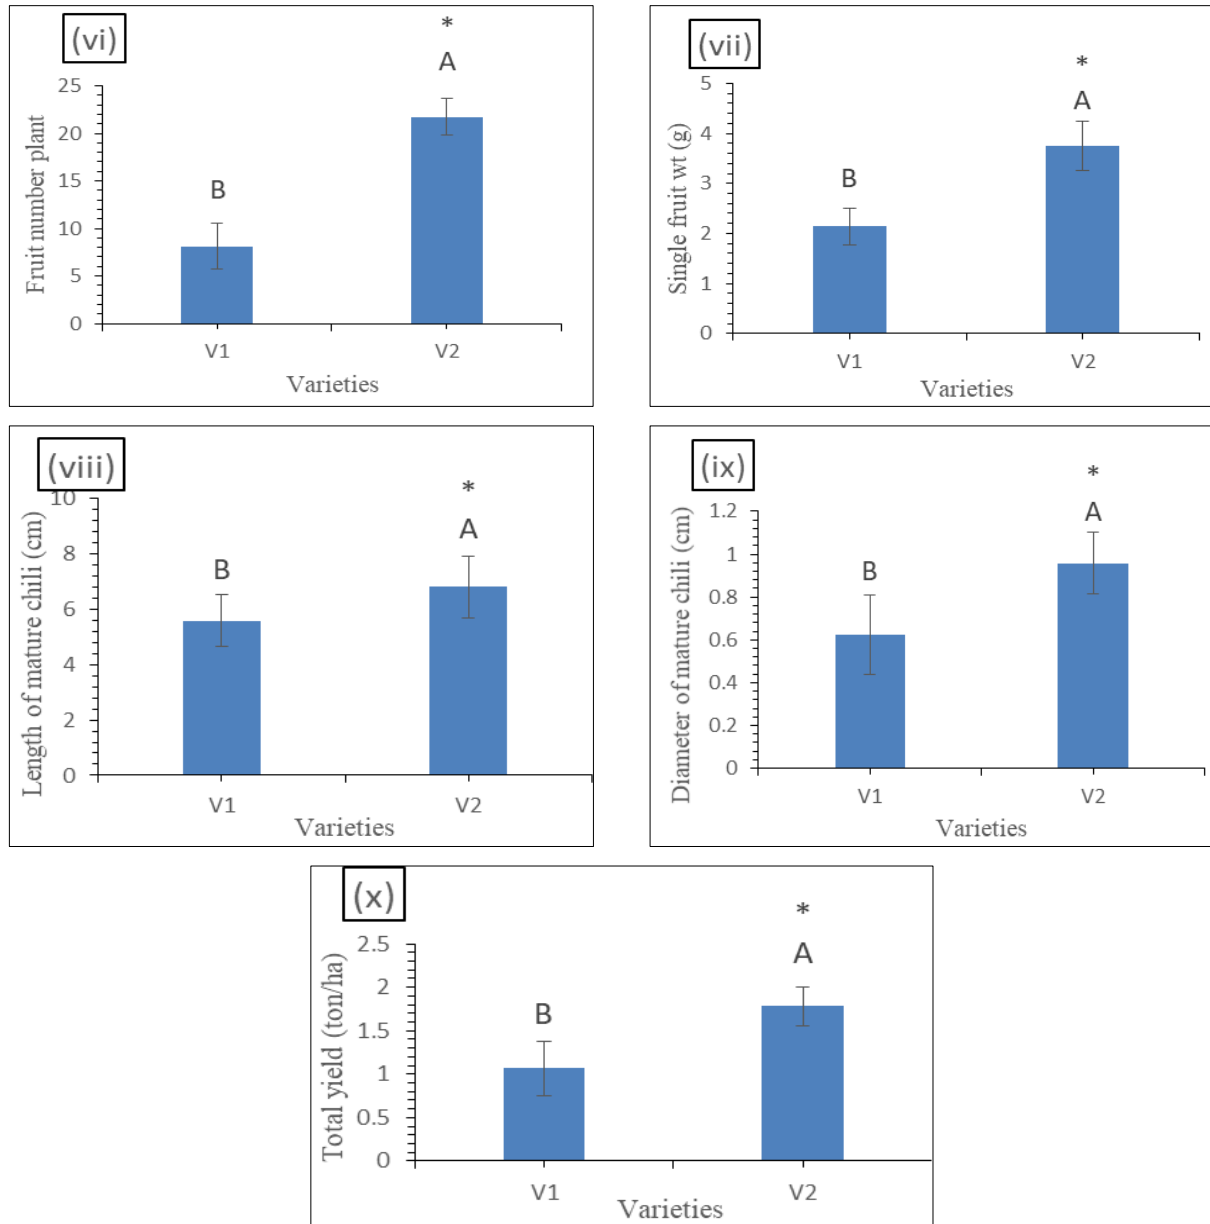 (vi)
*
A
B
25
20
15
10
5
0
Fruit number plant
V1 V2
Varieties
(vii)
*
A
B
5
4
3
2
1
0
Single fruit wt (g)
V1 V2
Varieties
(viii)
*
A
B
10
8
6
4
2
0
Length of mature chili (cm)
V1 V2
Varieties
(ix)
*
A
B
1.2
1
0.8
0.6
0.4
0.2
0
Diameter of mature chili (cm)
V1 V2
Varieties
(x)
*
A
B
2.5
2
1.5
1
0.5
0
Total yield (ton/ha)
V1 V2
Varieties